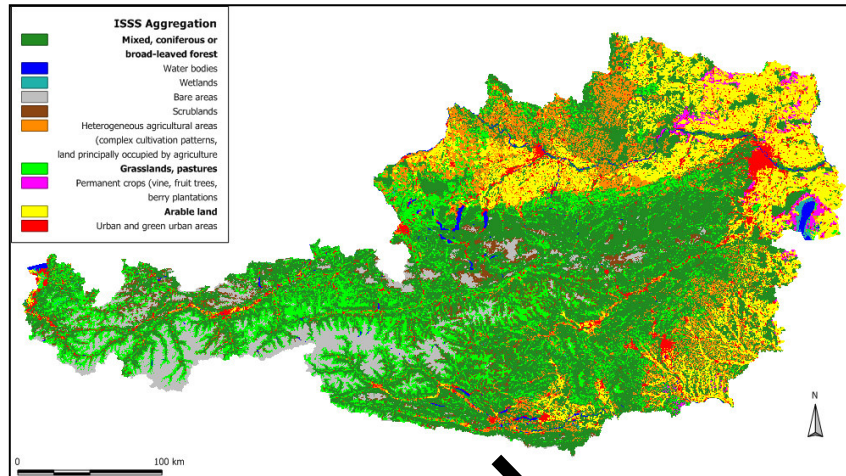 ISSS Aggregation
Mixed, coniferous or
broad-leaved forest
Water bodies
Wetlands
Bare areas
Scrublands
Heterogeneous agricultural areas
(complex cultivation patterns,
land principally occupied by agriculture
Grasslands, pastures
Permanent crops (vine, fruit trees,
berry plantations
Arable land
Urban and green urban areas
N
0 100 km